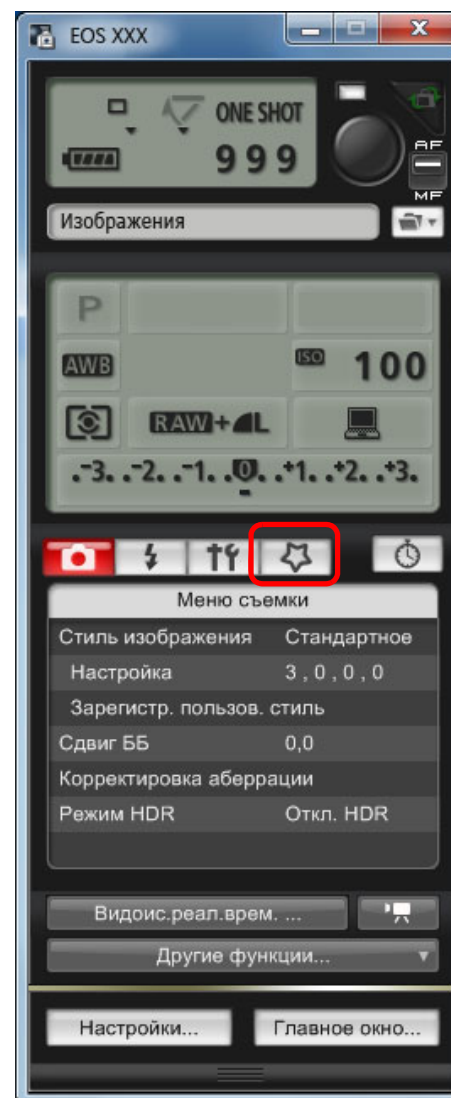 EOS XXX
ONE SHOT
999
AF
MF
Изображения
P
AWB
ISO 100
RAW+L
.-3. .-2. .-1. .0. .+1. .+2. .+3.
Меню съемки
Стиль изображения Стандартное
Настройка 3 , 0 , 0 , 0
Зарегистр. пользов. стиль
Сдвиг ББ 0,0
Корректировка аберрации
Режим HDR Откл. HDR
Видоис.реал.врем. ...
Другие функции...
Настройки... Главное окно...